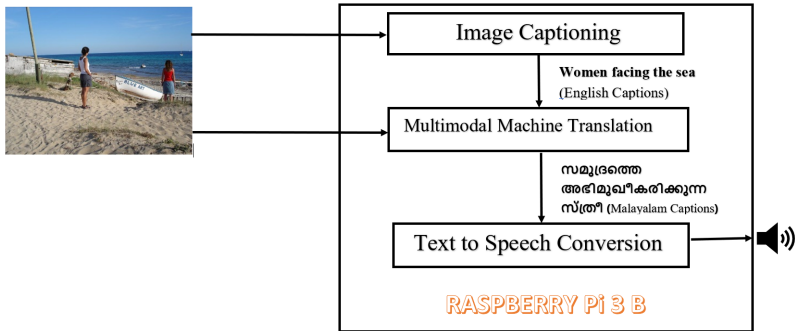 Image Captioning
Women facing the sea
(English Captions)
Multimodal Machine Translation
സമുദ്രത്തെ
അഭിമുഖീകരിക്കുന്ന
സ്ത്രീ (Malayalam Captions)
Text to Speech Conversion
RASPBERRY Pi 3 B